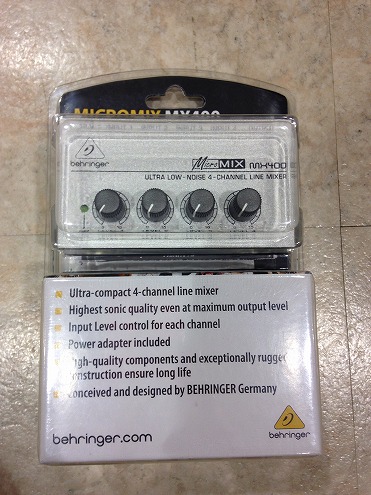 MICROMIX MX400
behringer
MicroMIX MX400
ULTRA LOW-NOISE 4-CHANNEL LINE MIXER
Ultra-compact 4-channel line mixer
Highest sonic quality even at maximum output level
Input Level control for each channel
Power adapter included
High-quality components and exceptionally rugged
construction ensure long life
Conceived and designed by BEHRINGER Germany
behringer.com
behringer